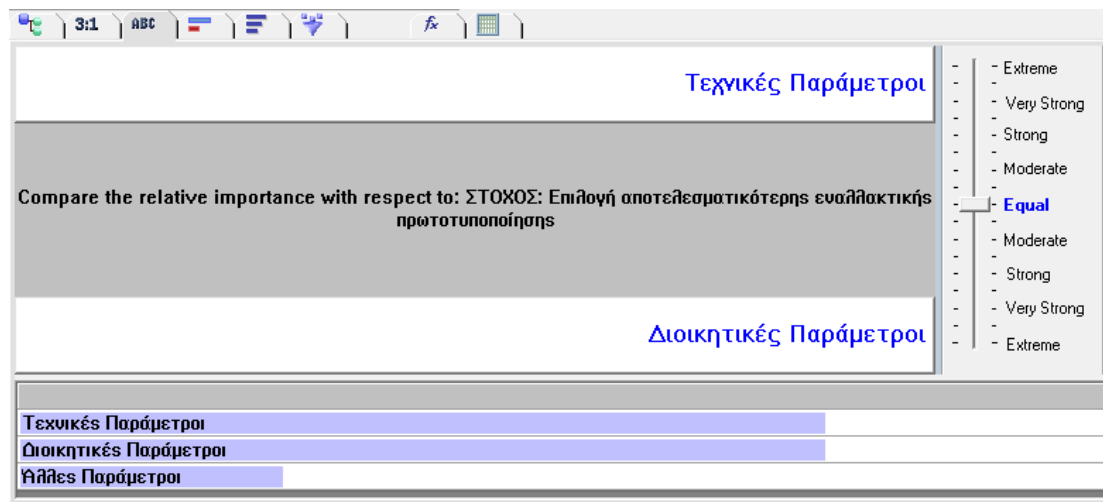 3:1 ABC fx
Τεχνικές Παράμετροι
Compare the relative importance with respect to: ΣΤΟΧΟΣ: Επιλογή αποτελεσματικότερης εναλλακτικής
πρωτοτυποποίησης
Διοικητικές Παράμετροι
Extreme
Very Strong
Strong
Moderate
Equal
Moderate
Strong
Very Strong
Extreme
Τεχνικές Παράμετροι
Διοικητικές Παράμετροι
Άλλες Παράμετροι